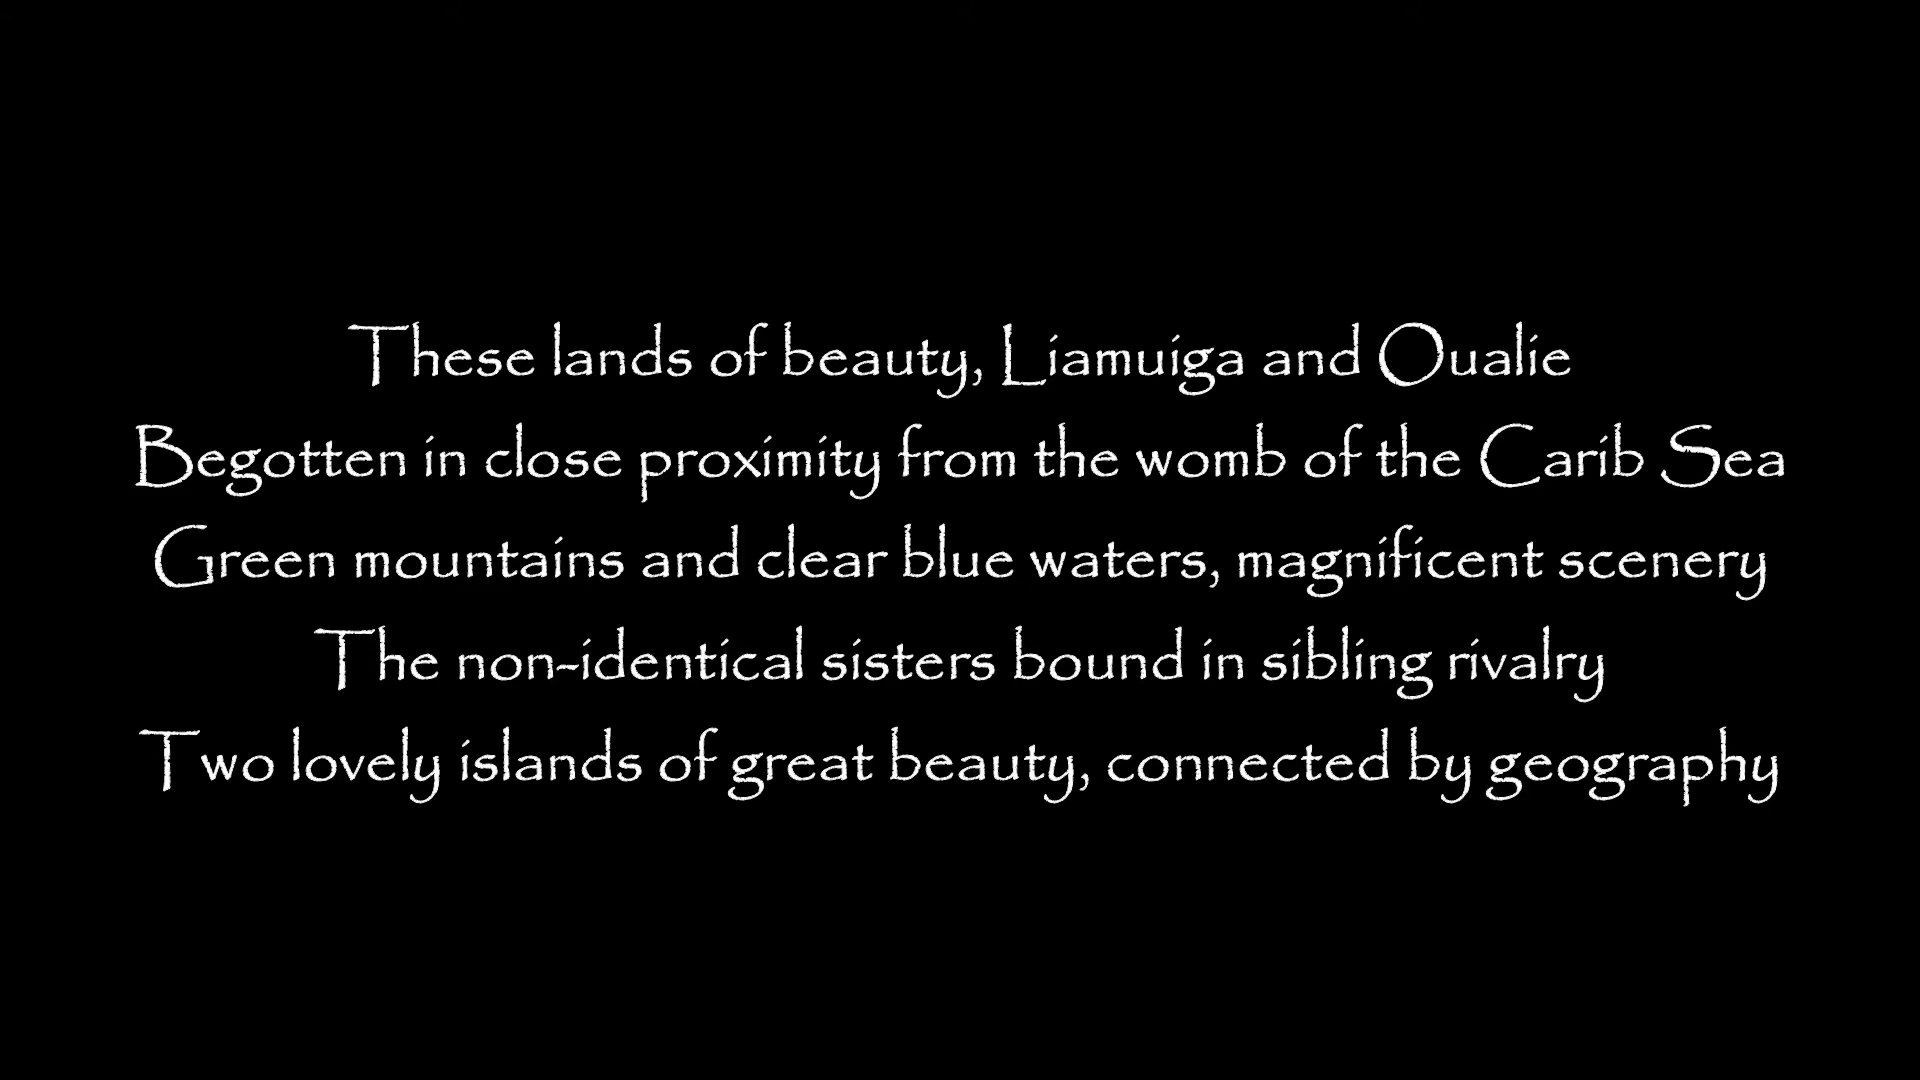 These lands of beauty, Liamuiga and Oualie
Begotten in close proximity from the womb of the Carib Sea
Green mountains and clear blue waters, magnificent scenery
The non-identical sisters bound in sibling rivalry
Two lovely islands of great beauty, connected by geography